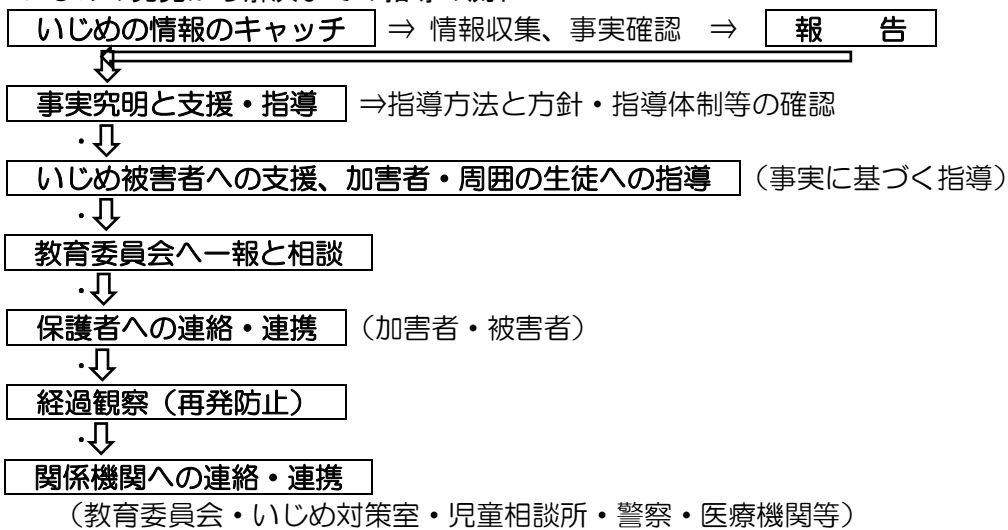 いじめの情報のキャッチ ⇒ 情報収集、事実確認 ⇒ 報 告
事実究明と支援・指導 ⇒指導方法と方針・指導体制等の確認
いじめ被害者への支援、加害者・周囲の生徒への指導 (事実に基づく指導)
教育委員会へ一報と相談
保護者への連絡・連携 (加害者・被害者)
経過観察(再発防止)
関係機関への連絡・連携
(教育委員会・いじめ対策室・児童相談所・警察・医療機関等)